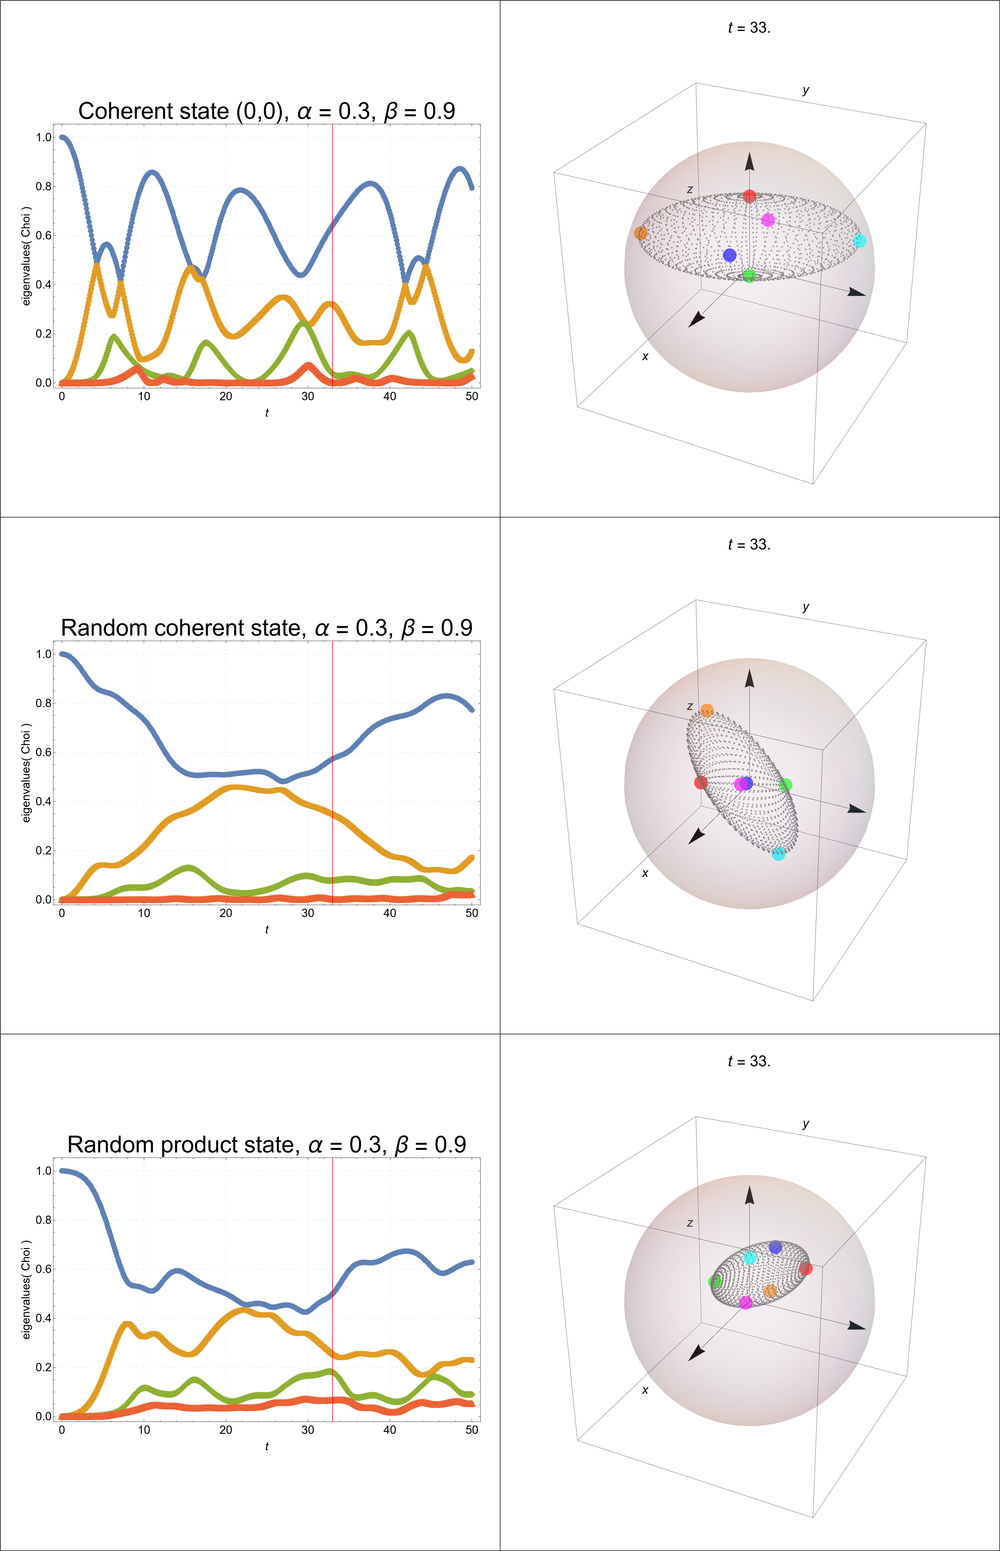 t = 33.
Coherent state (0,0), α = 0.3, β = 0.9
eigenvalues( Choi )
1.0
0.8
0.6
0.4
0.2
0.0
0 10 20 30 40 50
t
y
z
x
t = 33.
Random coherent state, α = 0.3, β = 0.9
eigenvalues( Choi )
1.0
0.8
0.6
0.4
0.2
0.0
0 10 20 30 40 50
t
y
z
x
t = 33.
Random product state, α = 0.3, β = 0.9
eigenvalues( Choi )
1.0
0.8
0.6
0.4
0.2
0.0
0 10 20 30 40 50
t
y
z
x